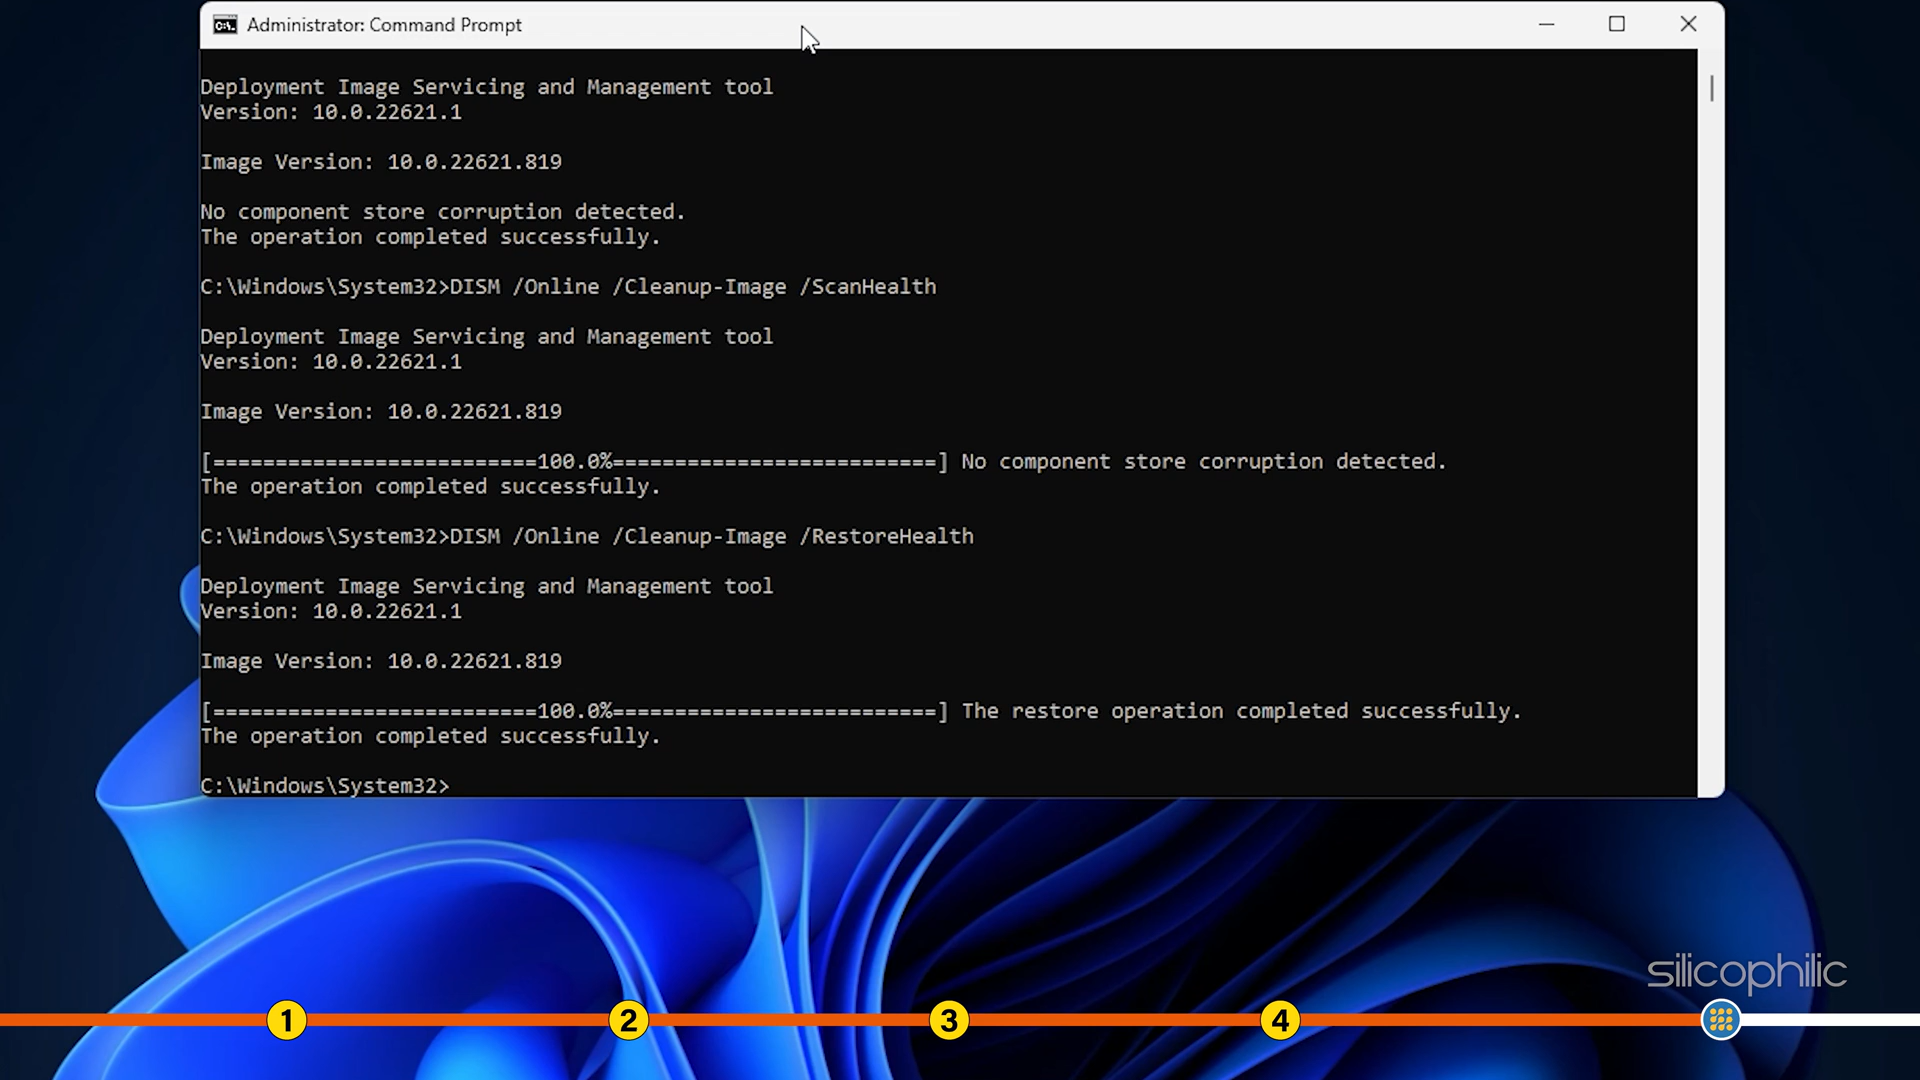 Administrator: Command Prompt
Deployment Image Servicing and Management tool
Version: 10.0.22621.1
Image Version: 10.0.22621.819
No component store corruption detected.
The operation completed successfully.
C:\Windows\System32>DISM /Online /Cleanup-Image /ScanHealth
Deployment Image Servicing and Management tool
Version: 10.0.22621.1
Image Version: 10.0.22621.819
[==========================100.0%==========================] No component store corruption detected.
The operation completed successfully.
C:\Windows\System32>DISM /Online /Cleanup-Image /RestoreHealth
Deployment Image Servicing and Management tool
Version: 10.0.22621.1
Image Version: 10.0.22621.819
[==========================100.0%==========================] The restore operation completed successfully.
The operation completed successfully.
C:\Windows\System32>
silicophilic
1 2 3 4